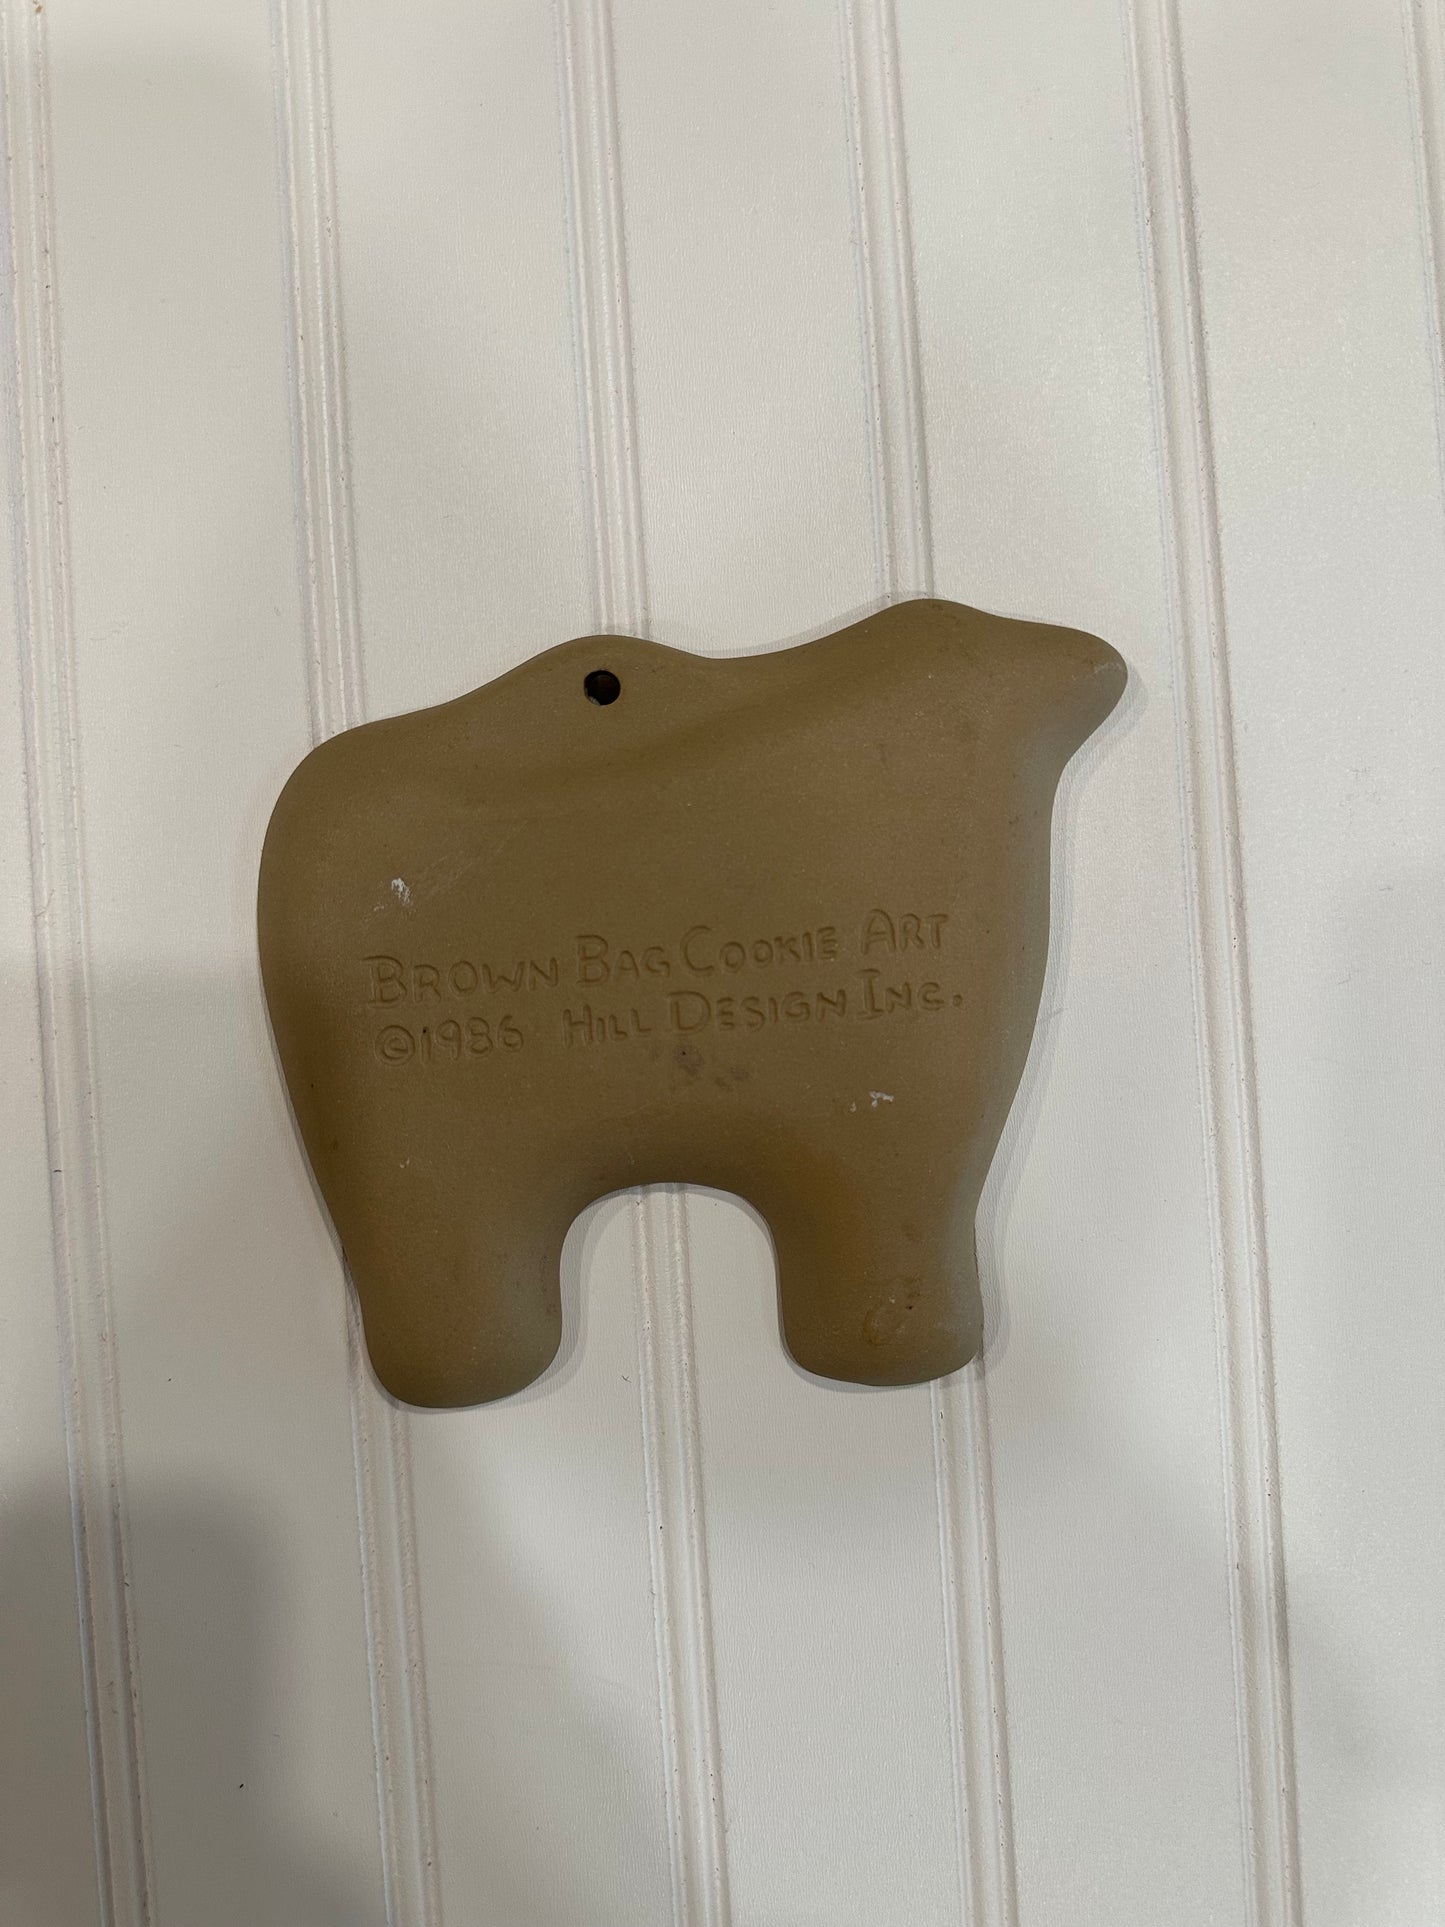 BROWN BAG COOKIE ART
©1986 HILL DESIGN INC.